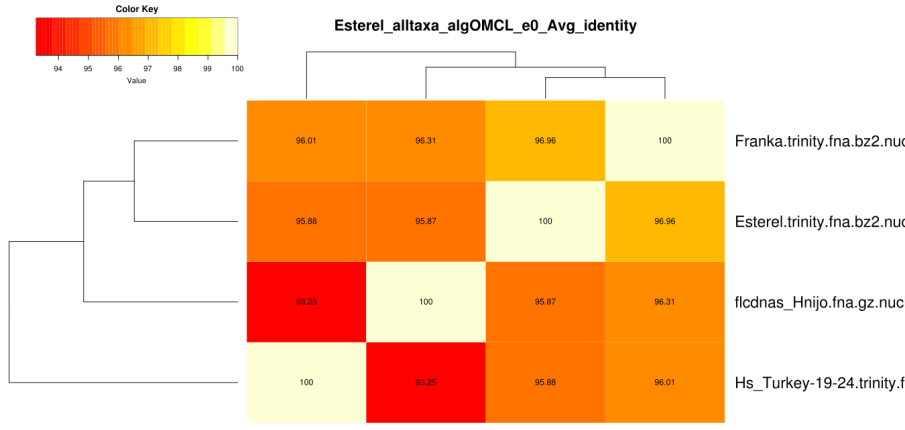 Color Key
Esterel_alltaxa_algOMCL_e0_Avg_identity
94 95 96 97 98 99 100
Value
96.01 96.31 96.96 100 Franka.trinity.fna.bz2.nuc
95.88 95.87 100 96.96 Esterel.trinity.fna.bz2.nuc
93.25 100 95.87 96.31 flcdnas_Hnijo.fna.gz.nuc
100 93.25 95.88 96.01 Hs_Turkey-19-24.trinity.f